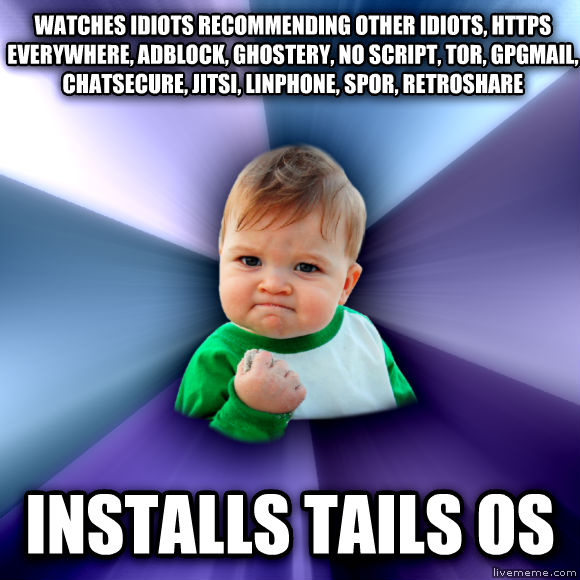 WATCHES IDIOTS RECOMMENDING OTHER IDIOTS, HTTPS
EVERYWHERE, ADBLOCK, GHOSTERY, NO SCRIPT, TOR, GPGMAIL,
CHATSECURE, JITSI, LINPHONE, SPOR, RETROSHARE
INSTALLS TAILS OS
livememe.com